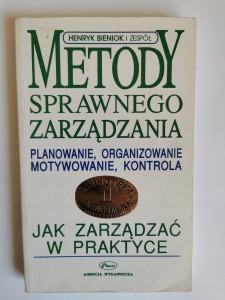 HENRYK BIENIOK I ZESPÓŁ
METODY
SPRAWNEGO
ZARZĄDZANIA
PLANOWANIE, ORGANIZOWANIE
MOTYWOWANIE, KONTROLA
JAK ZARZĄDZAĆ
W PRAKTYCE
AGENCJA WYDAWNICZA